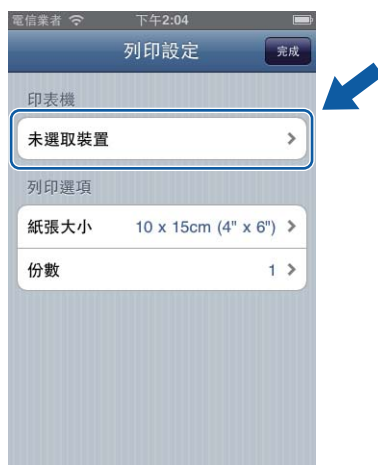 電信業者 下午2:04
列印設定 完成
印表機
未選取裝置
列印選項
紙張大小 10 x 15cm (4" x 6")
份數 1